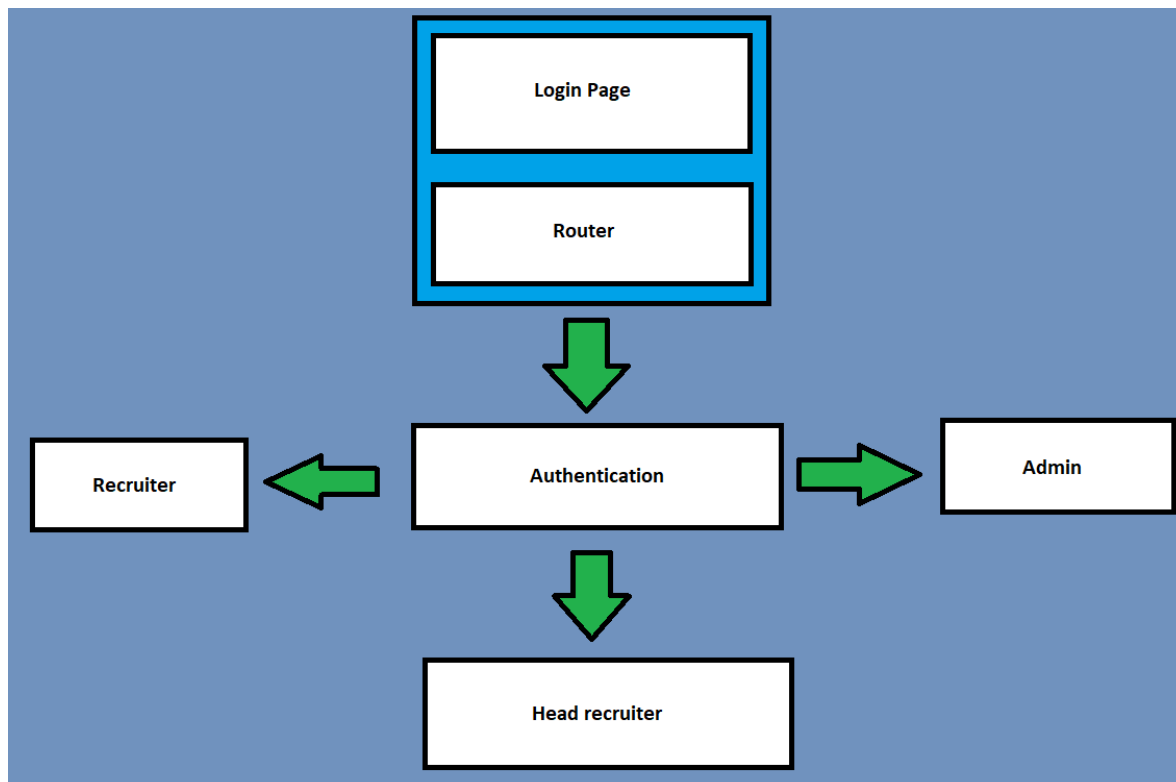 Login Page
Router
Recruiter
Authentication
Admin
Head recruiter